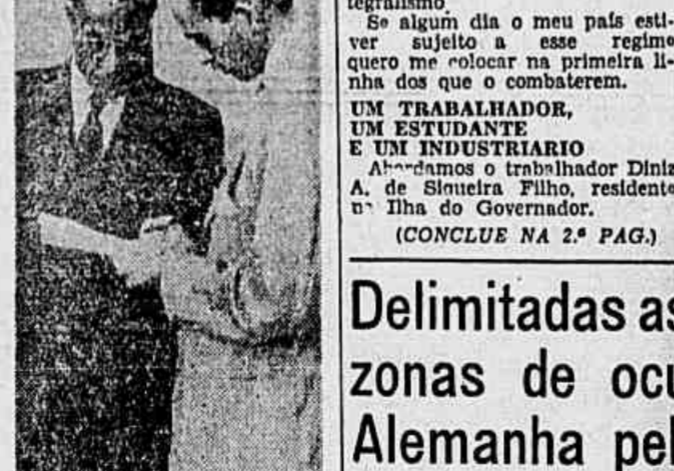 tegralismo.
Se algum dia o meu país esti-
ver sujeito a esse regime
quero me colocar na primeira li-
nha dos que o combaterem.
UM TRABALHADOR,
UM ESTUDANTE
E UM INDUSTRIARIO
Abordamos o trabalhador Diniz
A. de Siqueira Filho, residente
na Ilha do Governador.
(CONCLUE NA 2.ª PAG.)
Delimitadas as
zonas de ocu
Alemanha pel